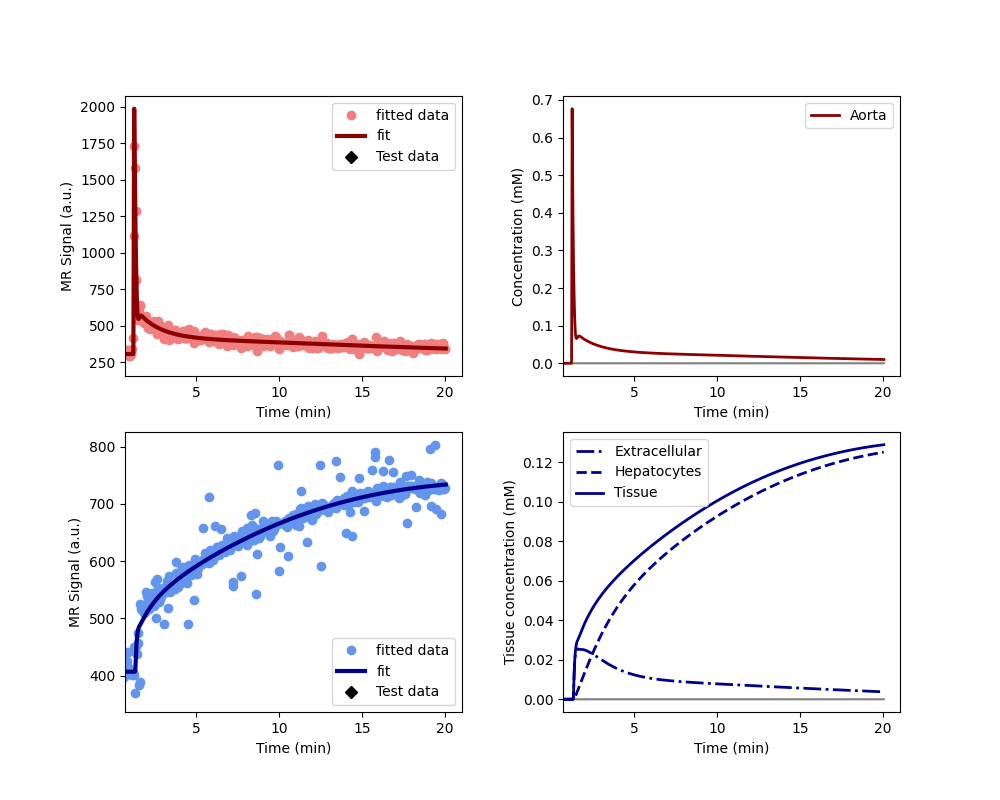 2000
1750
1500
1250
1000
750
500
250
MR Signal (a.u.)
fitted data
fit
Test data
5
10
15
20
Time (min)
0.7
0.6
0.5
0.4
0.3
0.2
0.1
0.0
Concentration (mM)
Aorta
5
10
15
20
Time (min)
800
700
600
500
400
MR Signal (a.u.)
fitted data
fit
Test data
5
10
15
20
Time (min)
0.12
0.10
0.08
0.06
0.04
0.02
0.00
Tissue concentration (mM)
Extracellular
Hepatocytes
Tissue
5
10
15
20
Time (min)